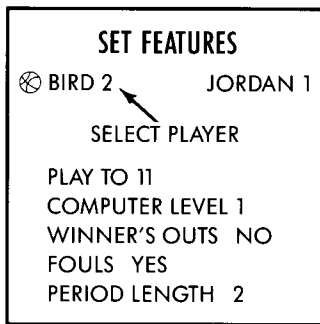 SET FEATURES
BIRD 2 JORDAN 1
SELECT PLAYER
PLAY TO 11
COMPUTER LEVEL 1
WINNER'S OUTS NO
FOULS YES
PERIOD LENGTH 2